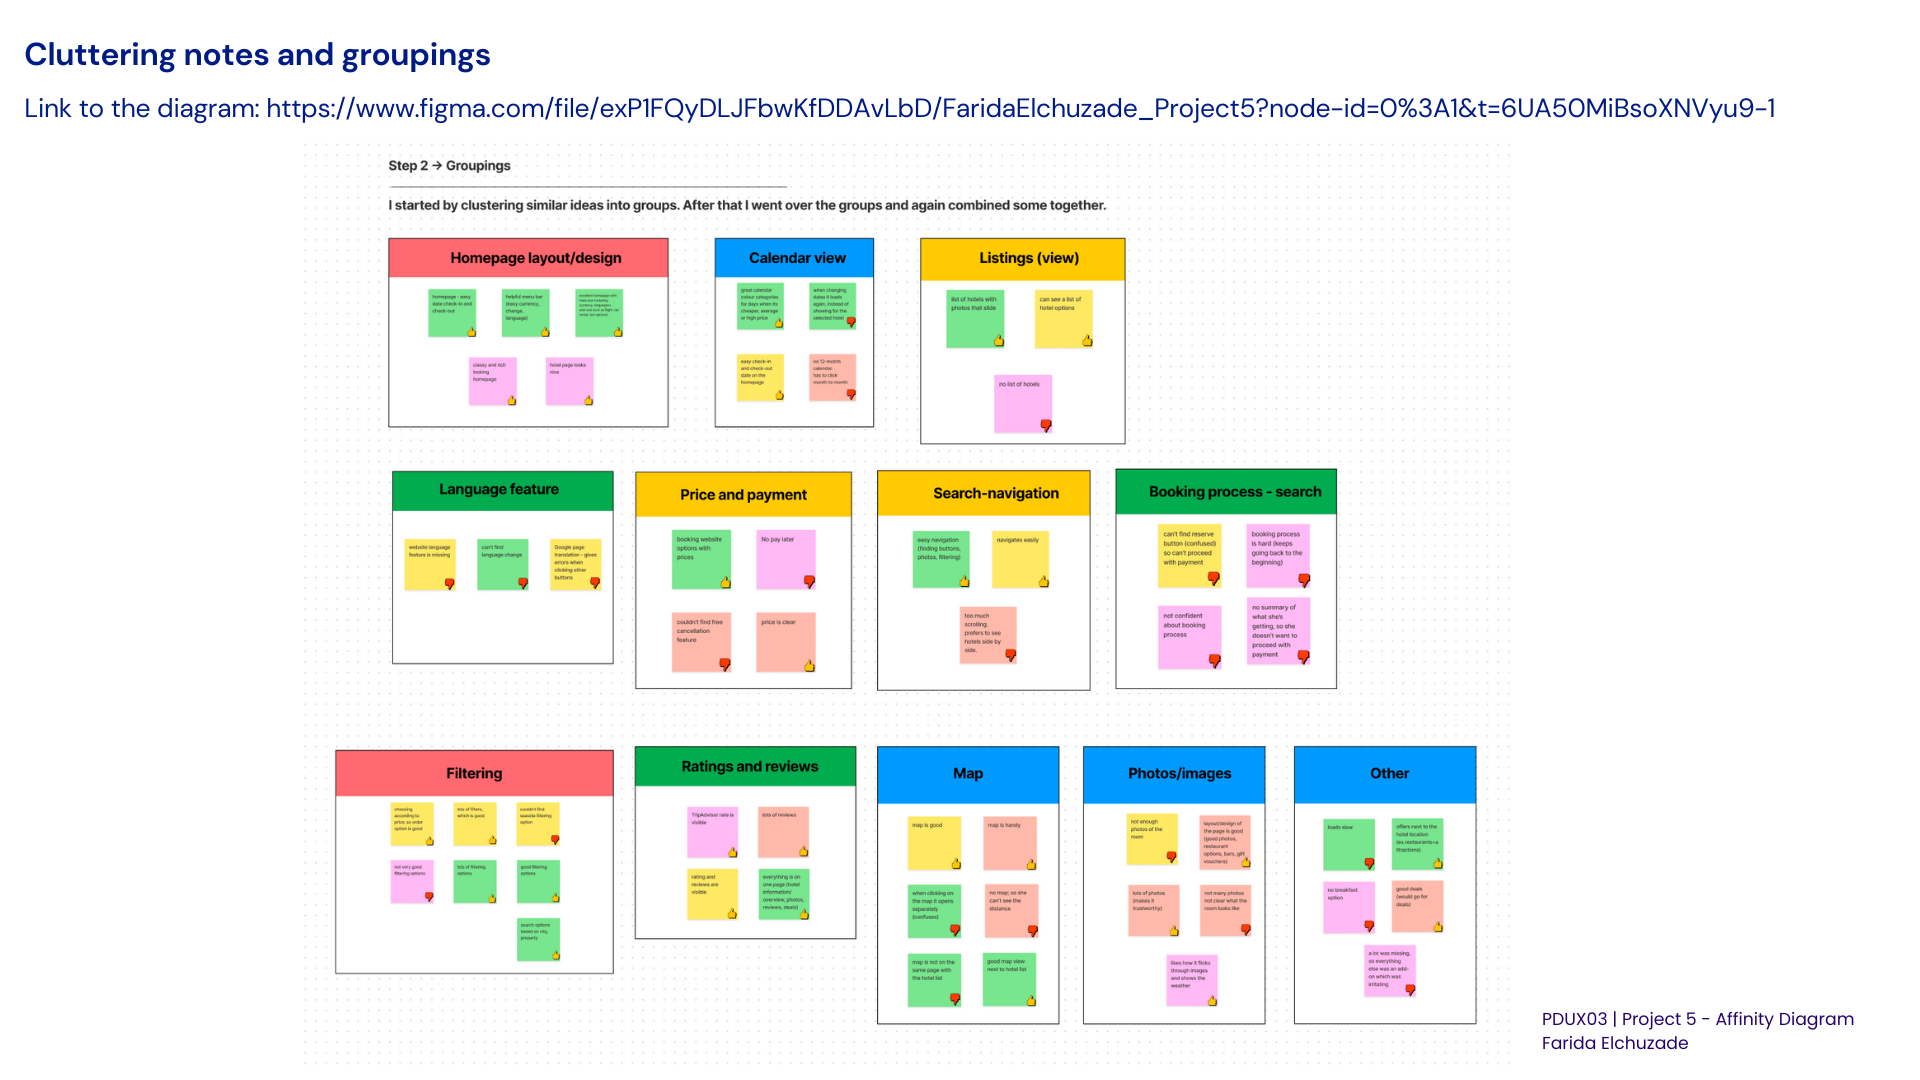 Cluttering notes and groupings
Link to the diagram: https://www.figma.com/file/exP1FQyDLJFbwKfDDAvLbD/FaridaElchuzade_Project5?node-id=0%3A1&t=6UA50MiBsoXNVyu9-1
Step 2 → Groupings
I started by clustering similar ideas into groups. After that I went over the groups and again combined some together.
Homepage layout/design
homepage - easy
date check-in and
check-out
helpful menu bar
(easy currency,
change,
language)
classy and rich
looking
homepage
hotel page looks
nice
Calendar view
great calendar
colour categories
for days when its
cheaper, average
or high price
when changing
dates it loads
again, instead of
showing for the
selected hotel
easy check-in
and check-out
date on the
homepage
no 12-month
calendar.
has to click
month to month
Listings (view)
list of hotels with
photos that slide
can see a list of
hotel options
no list of hotels
Language feature
website language
feature is missing
can't find
language change
Google page
translation - gives
errors when
clicking other
buttons
Price and payment
booking website
options with
prices
No pay later
couldn't find free
cancellation
feature
price is clear
Search-navigation
easy navigation
(finding buttons,
photos, filtering)
navigates easily
too much
scrolling.
prefers to see
hotels side by
side.
Booking process - search
can't find reserve
button (confused)
so can't proceed
with payment
booking process
is hard (keeps
going back to the
beginning)
not confident
about booking
process
no summary of
what she's
getting, so she
doesn't want to
proceed with
payment
Filtering
choosing
according to
price; so order
option is good
lots of filters,
which is good
couldn't find
seaside filtering
option
not very good
filtering options
lots of filtering
options
good filtering
options
search options
based on city,
property
Ratings and reviews
TripAdvisor rate is
visible
lots of reviews
rating and
reviews are
visible
everything is on
one page (hotel
information/
overview, photos,
reviews, deals)
Map
map is good
map is handy
when clicking on
the map it opens
separately
(confuses)
no map; so she
can't see the
distance
map is not on the
same page with
the hotel list
good map view
next to hotel list
Photos/images
not enough
photos of the
room
layout/design of
the page is good
(good photos,
restaurant
options, bars, gift
vouchers)
lots of photos
(makes it
trustworthy)
not many photos
not clear what the
room looks like
likes how it flicks
through images
and shows the
weather
Other
loads slow
offers next to the
hotel location
(ex restaurants+a
ttractions)
no breakfast
option
good deals
(would go for
deals)
a lot was missing,
so everything
else was an add-
on which was
irritating
PDUX03 | Project 5 - Affinity Diagram
Farida Elchuzade